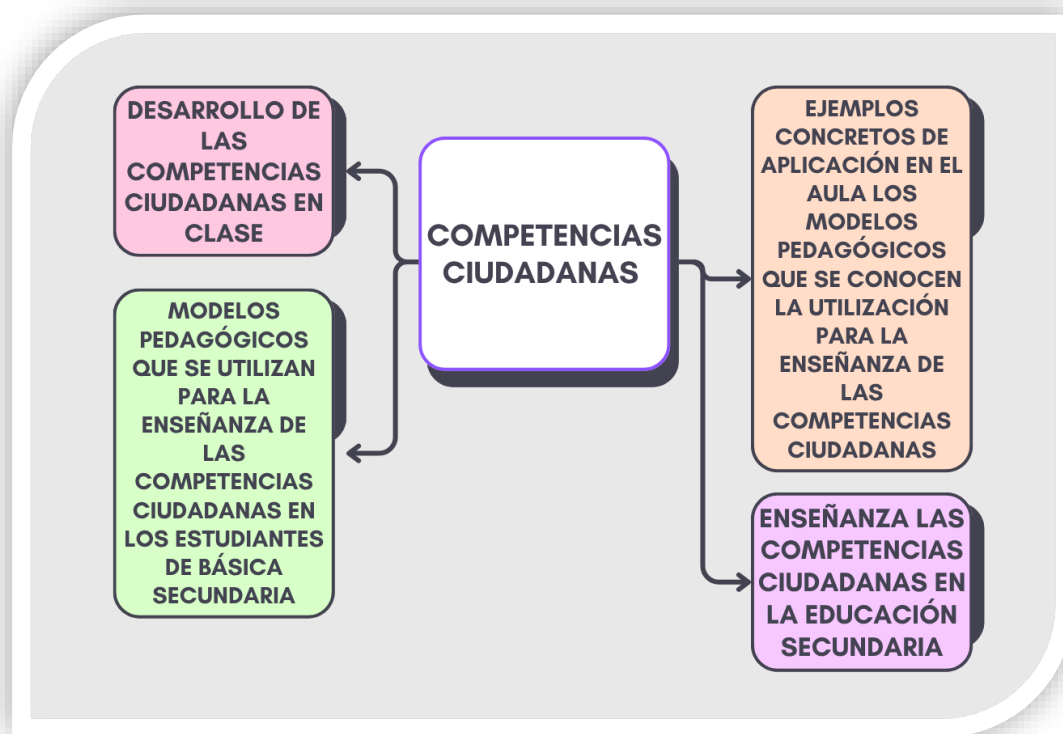 DESARROLLO DE
LAS
COMPETENCIAS
CIUDADANAS EN
CLASE
MODELOS
PEDAGÓGICOS
QUE SE UTILIZAN
PARA LA
ENSEÑANZA DE
LAS
COMPETENCIAS
CIUDADANAS EN
LOS ESTUDIANTES
DE BÁSICA
SECUNDARIA
COMPETENCIAS
CIUDADANAS
EJEMPLOS
CONCRETOS DE
APLICACIÓN EN EL
AULA LOS
MODELOS
PEDAGÓGICOS
QUE SE CONOCEN
LA UTILIZACIÓN
PARA LA
ENSEÑANZA DE
LAS
COMPETENCIAS
CIUDADANAS
ENSEÑANZA LAS
COMPETENCIAS
CIUDADANAS EN
LA EDUCACIÓN
SECUNDARIA